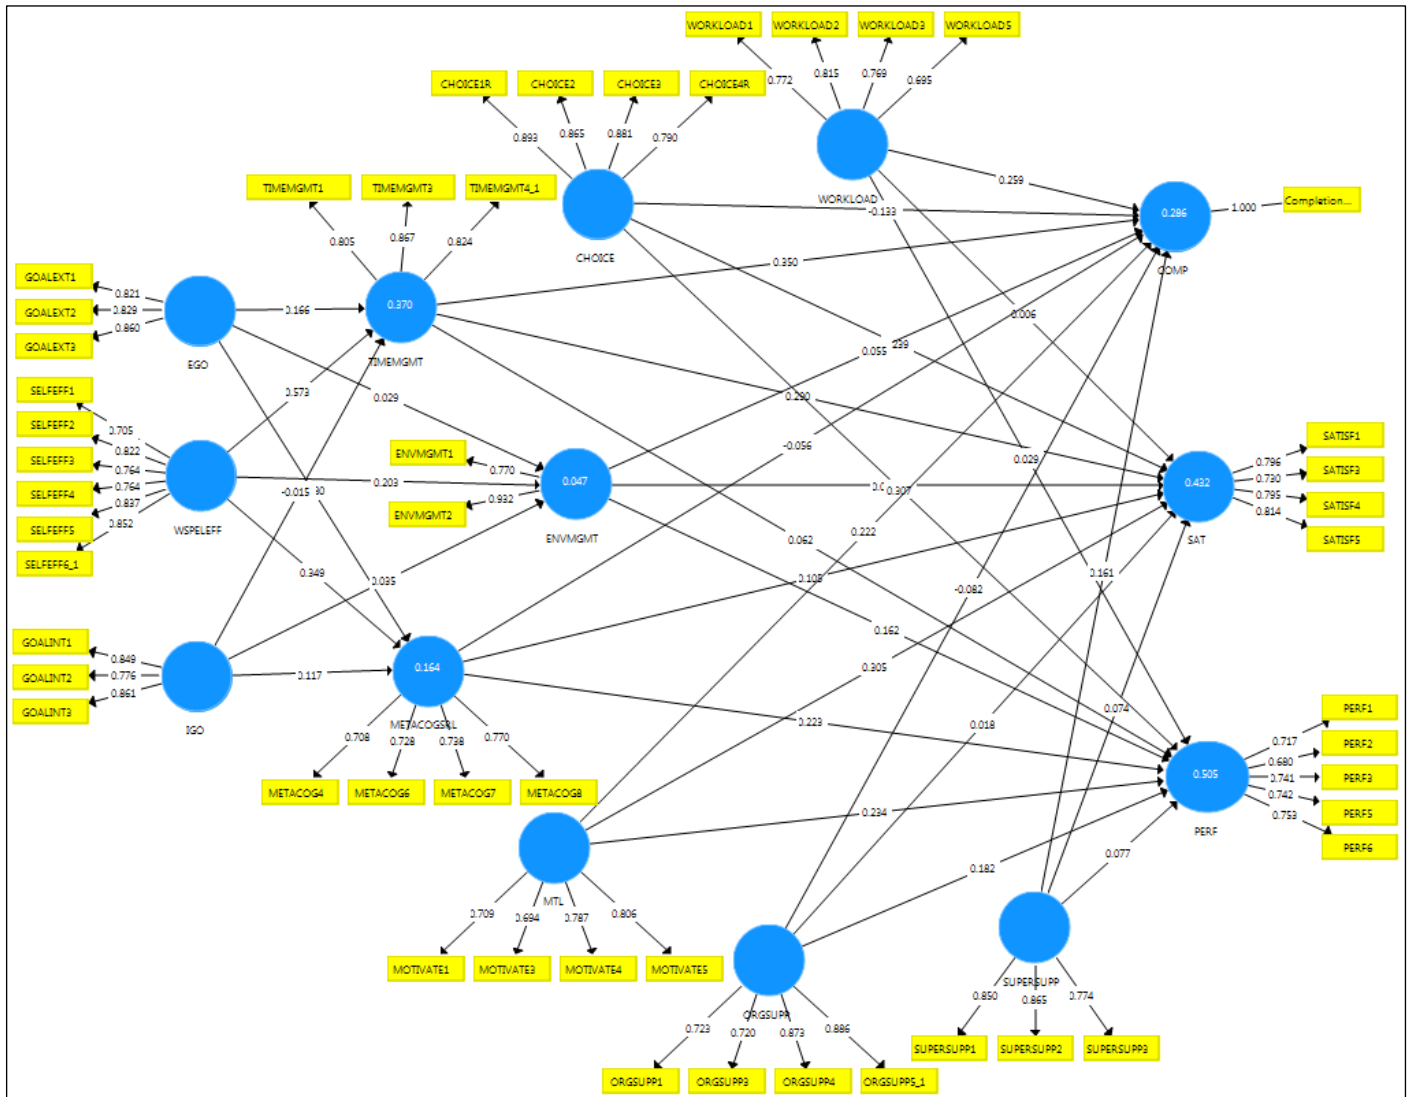 WORKLOAD1 WORKLOAD2 WORKLOAD3 WORKLOAD5
0.772 0.815 0.769 0.695
CHOICE1R CHOICE2 CHOICE3 CHOICE4R
0.893 0.865 0.881 0.790
WORKLOAD
0.259
TIMEMGMT1 TIMEMGMT3 TIMEMGMT4_1
0.805 0.867 0.824
CHOICE
-0.133
0.286
COMP
1.000
Completion...
GOALEXT1
GOALEXT2
GOALEXT3
0.821
0.829
0.860
EGO
0.166
0.370
TIMEMGMT
0.350
0.006
0.055
239
0.290
SELFEFF1
SELFEFF2
SELFEFF3
SELFEFF4
SELFEFF5
SELFEFF6_1
0.705
0.822
0.764
0.764
0.837
0.852
WSPELEFF
0.573
0.029
0.203
-0.015
0.349
ENVMGMT1
ENVMGMT2
0.770
0.932
0.047
ENVMGMT
-0.056
0.029
0.307
0.432
SAT
0.796
0.730
0.795
0.814
SATISF1
SATISF3
SATISF4
SATISF5
0.222
0.062
0.105
-0.082
0.161
0.035
0.162
GOALINT1
GOALINT2
GOALINT3
0.849
0.776
0.861
IGO
0.117
0.164
METACOGSRL
0.305
0.223
0.018
0.074
0.708 0.728 0.738 0.770
METACOG4 METACOG6 METACOG7 METACOG8
0.505
PERF
0.717
0.680
0.741
0.742
0.753
PERF1
PERF2
PERF3
PERF5
PERF6
0.234
0.182
0.077
MTL
0.709 0.694 0.787 0.806
MOTIVATE1 MOTIVATE3 MOTIVATE4 MOTIVATE5
ORGSUPP
0.723 0.720 0.873 0.886
ORGSUPP1 ORGSUPP3 ORGSUPP4 ORGSUPP5_1
SUPERSUPP
0.850 0.865 0.774
SUPERSUPP1 SUPERSUPP2 SUPERSUPP3